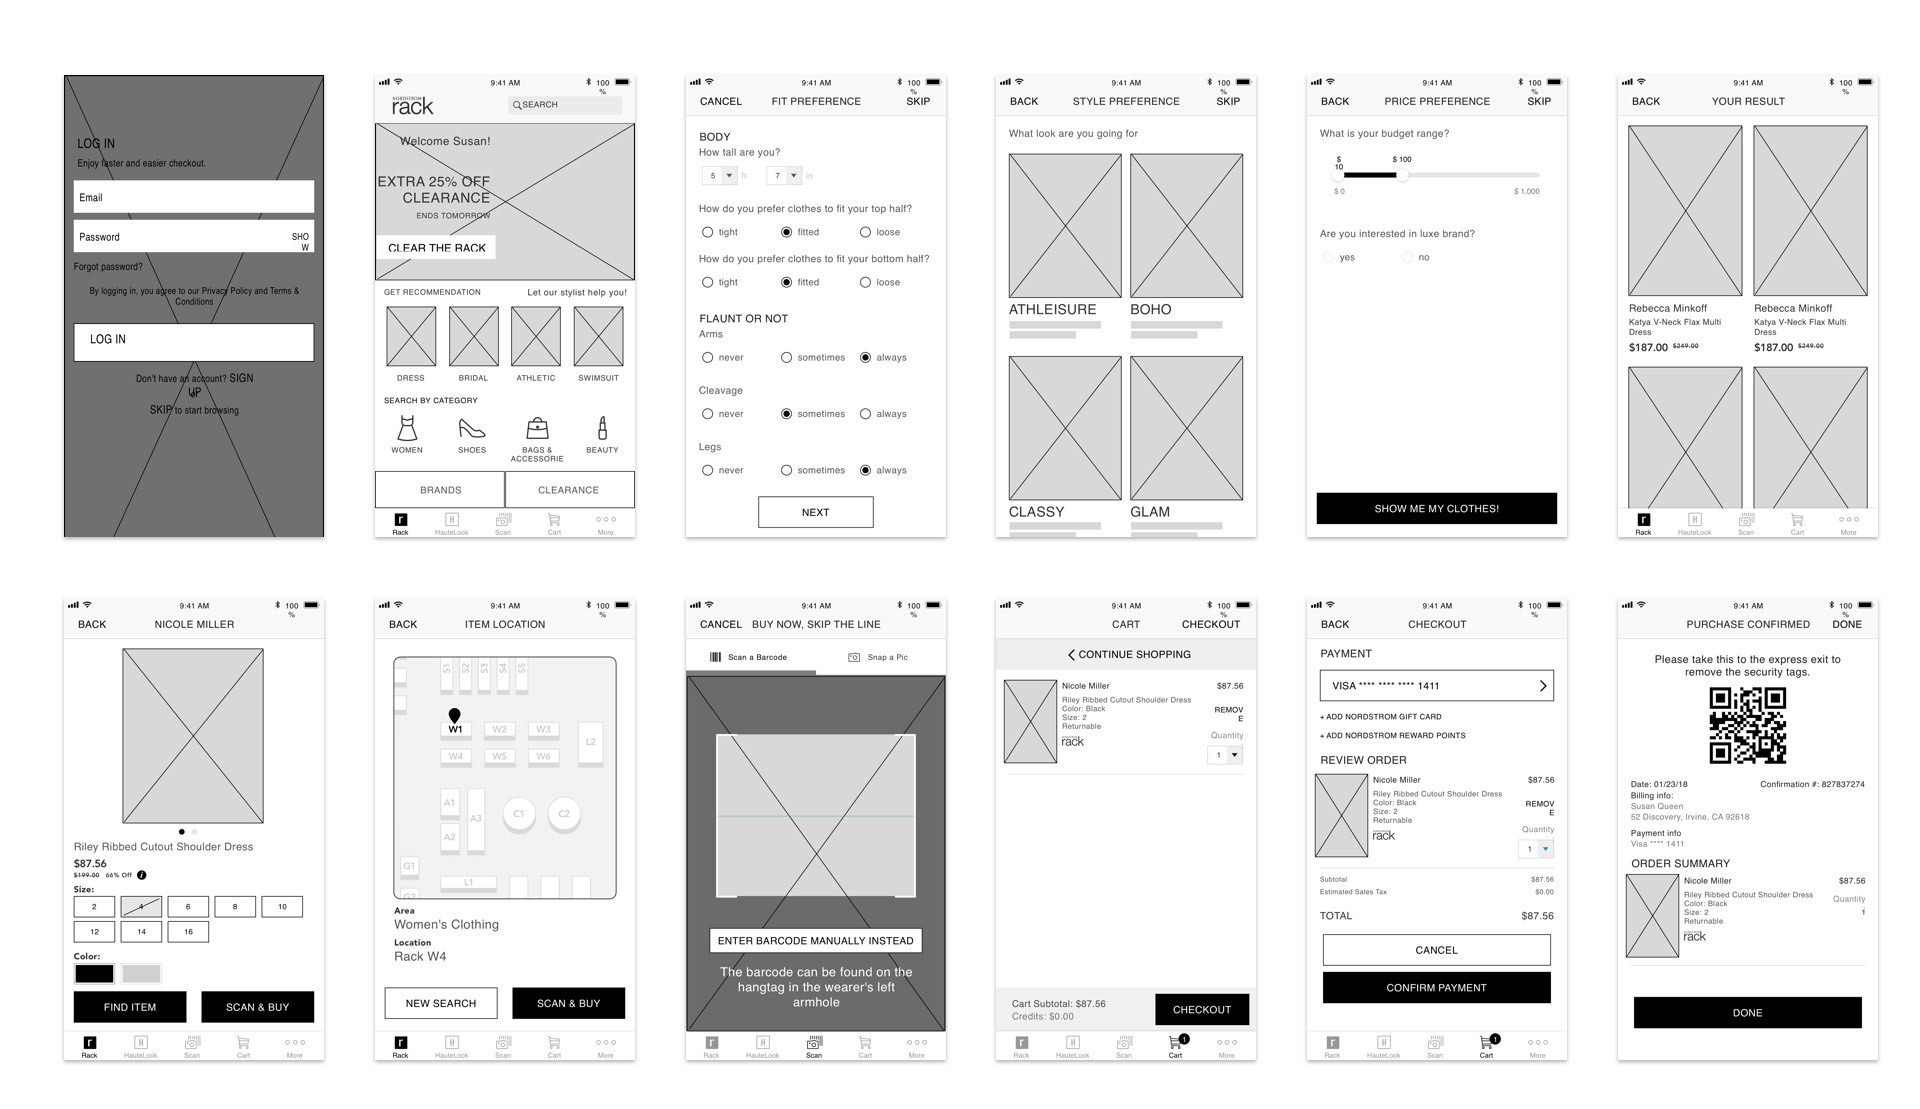 LOG IN
Enjoy faster and easier checkout.
Email
Password
SHO
W
Forgot password?
By logging in, you agree to our Privacy Policy and Terms &
Conditions
LOG IN
Don't have an account? SIGN
UP
or
SKIP to start browsing
9:41 AM
100
%
NORDSTROM
rack
SEARCH
Welcome Susan!
EXTRA 25% OFF
CLEARANCE
ENDS TOMORROW
CLEAR THE RACK
GET RECOMMENDATION
Let our stylist help you!
DRESS
BRIDAL
ATHLETIC
SWIMSUIT
SEARCH BY CATEGORY
WOMEN
SHOES
BAGS &
ACCESSORIE
BEAUTY
BRANDS
CLEARANCE
r
H
Rack
HauteLook
Scan
Cart
More
9:41 AM
100
%
CANCEL
FIT PREFERENCE
SKIP
BODY
How tall are you?
5
ft
7
in
How do you prefer clothes to fit your top half?
tight
fitted
loose
How do you prefer clothes to fit your bottom half?
tight
fitted
loose
FLAUNT OR NOT
Arms
never
sometimes
always
Cleavage
never
sometimes
always
Legs
never
sometimes
always
NEXT
9:41 AM
100
%
BACK
STYLE PREFERENCE
SKIP
What look are you going for
ATHLEISURE
BOHO
CLASSY
GLAM
9:41 AM
100
%
BACK
PRICE PREFERENCE
SKIP
What is your budget range?
$
10
$ 100
$ 0
$ 1,000
Are you interested in luxe brand?
yes
no
SHOW ME MY CLOTHES!
9:41 AM
100
%
BACK
YOUR RESULT
Rebecca Minkoff
Katya V-Neck Flax Multi
Dress
$187.00 $249.00
Rebecca Minkoff
Katya V-Neck Flax Multi
Dress
$187.00 $249.00
r
H
Rack
HauteLook
Scan
Cart
More
9:41 AM
100
%
BACK
NICOLE MILLER
Riley Ribbed Cutout Shoulder Dress
$87.56
$199.00 66% Off i
Size:
2
4
6
8
10
12
14
16
Color:
FIND ITEM
SCAN & BUY
r
H
Rack
HauteLook
Scan
Cart
More
9:41 AM
100
%
BACK
ITEM LOCATION
S1
S2
S3
S4
S5
W1
W2
W3
L2
W4
W5
W6
A1
A3
C1
C2
A2
G1
L1
G2
Area
Women's Clothing
Location
Rack W4
NEW SEARCH
SCAN & BUY
r
H
Rack
HauteLook
Scan
Cart
More
9:41 AM
100
%
CANCEL
BUY NOW, SKIP THE LINE
Scan a Barcode
Snap a Pic
ENTER BARCODE MANUALLY INSTEAD
The barcode can be found on the
hangtag in the wearer's left
armhole
r
H
Rack
HauteLook
Scan
Cart
More
9:41 AM
100
%
CART
CHECKOUT
CONTINUE SHOPPING
Nicole Miller
$87.56
Riley Ribbed Cutout Shoulder Dress
Color: Black
Size: 2
Returnable
REMOV
E
rack
Quantity
1
Cart Subtotal: $87.56
Credits: $0.00
CHECKOUT
r
H
1
Rack
HauteLook
Scan
Cart
More
9:41 AM
100
%
BACK
CHECKOUT
PAYMENT
VISA **** **** **** 1411
+ ADD NORDSTROM GIFT CARD
+ ADD NORDSTROM REWARD POINTS
REVIEW ORDER
Nicole Miller
$87.56
Riley Ribbed Cutout Shoulder Dress
Color: Black
Size: 2
Returnable
REMOV
E
rack
Quantity
1
Subtotal
$87.56
Estimated Sales Tax
$0.00
TOTAL
$87.56
CANCEL
CONFIRM PAYMENT
r
H
1
Rack
HauteLook
Scan
Cart
More
9:41 AM
100
%
PURCHASE CONFIRMED
DONE
Please take this to the express exit to
remove the security tags.
Date: 01/23/18
Confirmation #: 827837274
Billing info:
Susan Queen
52 Discovery, Irvine, CA 92618
Payment info
Visa **** 1411
ORDER SUMMARY
Nicole Miller
$87.56
Riley Ribbed Cutout Shoulder Dress
Color: Black
Size: 2
Returnable
Quantity
1
rack
DONE